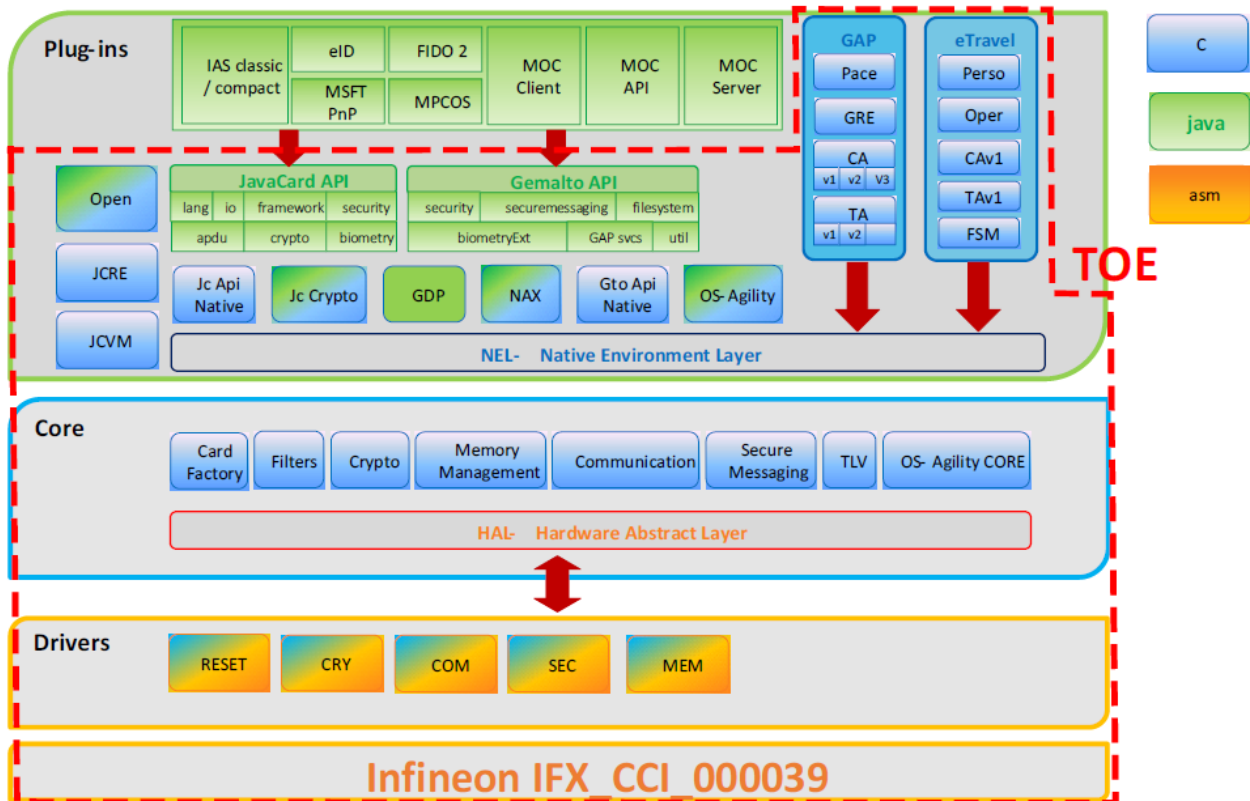 Plug-ins
IAS classic
/ compact
eID
MSFT
PnP
FIDO 2
MPCOS
MOC
Client
MOC
API
MOC
Server
GAP
Pace
GRE
CA
v1 v2 V3
TA
v1 v2
eTravel
Perso
Oper
CAv1
TAv1
FSM
C
java
asm
TOE
Open
JCRE
JCVM
JavaCard API
lang io framework security
apdu crypto biometry
Gemalto API
security securemessaging filesystem
biometryExt GAP svcs util
Jc Api
Native
Jc Crypto
GDP
NAX
Gto Api
Native
OS- Agility
NEL- Native Environment Layer
Core
Card
Factory
Filters
Crypto
Memory
Management
Communication
Secure
Messaging
TLV
OS- Agility CORE
HAL- Hardware Abstract Layer
Drivers
RESET
CRY
COM
SEC
MEM
Infineon IFX_CCI_000039